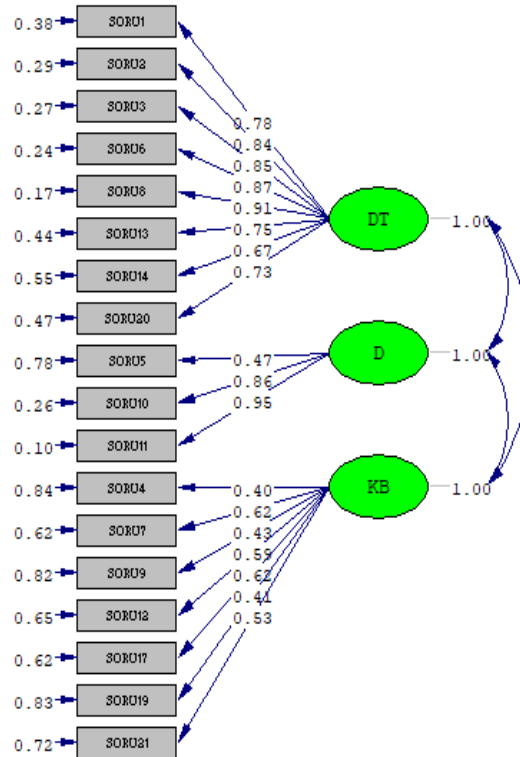 0.38 SORU1
0.29 SORU2
0.27 SORU3
0.24 SORU6
0.17 SORU8
0.44 SORU13
0.55 SORU14
0.47 SORU20
0.78 SORU5
0.26 SORU10
0.10 SORU11
0.84 SORU4
0.62 SORU7
0.82 SORU9
0.65 SORU12
0.62 SORU17
0.83 SORU19
0.72 SORU21
0.78
0.84
0.85
0.87
0.91
0.75
0.67
0.73
0.47
0.86
0.95
0.40
0.62
0.43
0.59
0.62
0.41
0.53
DT 1.00
D 1.00
KB 1.00